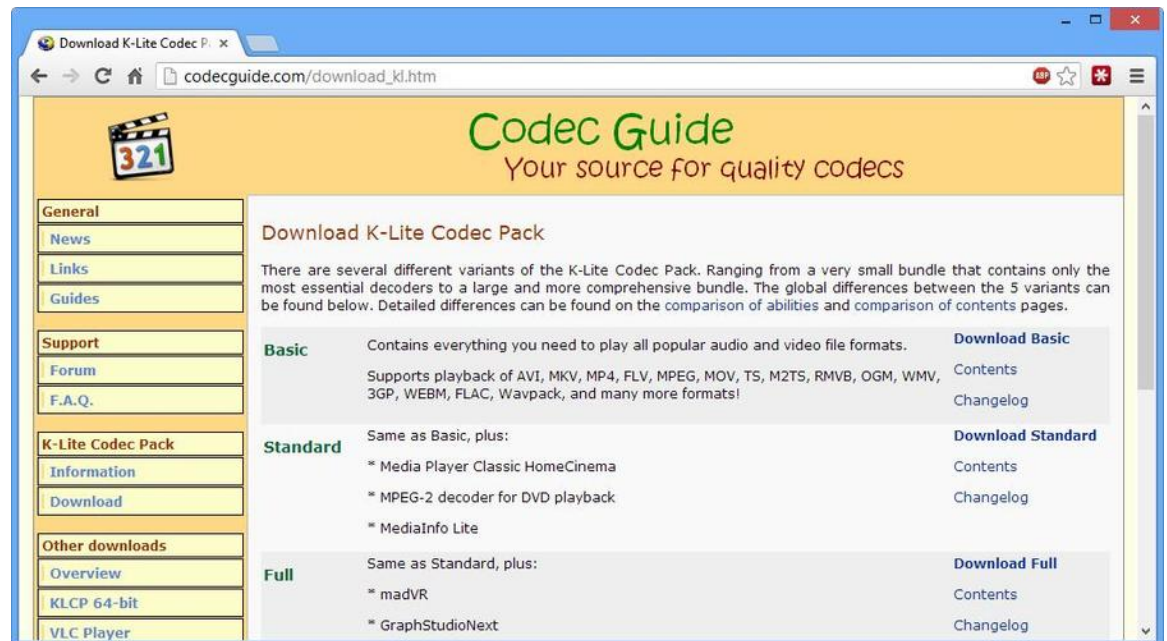 Download K-Lite Codec P
codecguide.com/download_kl.htm
ABP
321
Codec Guide
Your source for quality codecs
General
News
Links
Guides
Support
Forum
F.A.Q.
K-Lite Codec Pack
Information
Download
Other downloads
Overview
KLCP 64-bit
VLC Player
Download K-Lite Codec Pack
There are several different variants of the K-Lite Codec Pack. Ranging from a very small bundle that contains only the
most essential decoders to a large and more comprehensive bundle. The global differences between the 5 variants can
be found below. Detailed differences can be found on the comparison of abilities and comparison of contents pages.
Basic
Contains everything you need to play all popular audio and video file formats.
Supports playback of AVI, MKV, MP4, FLV, MPEG, MOV, TS, M2TS, RMVB, OGM, WMV,
3GP, WEBM, FLAC, Wavpack, and many more formats!
Download Basic
Contents
Changelog
Standard
Same as Basic, plus:
* Media Player Classic HomeCinema
* MPEG-2 decoder for DVD playback
* MediaInfo Lite
Download Standard
Contents
Changelog
Full
Same as Standard, plus:
* madVR
* GraphStudioNext
Download Full
Contents
Changelog